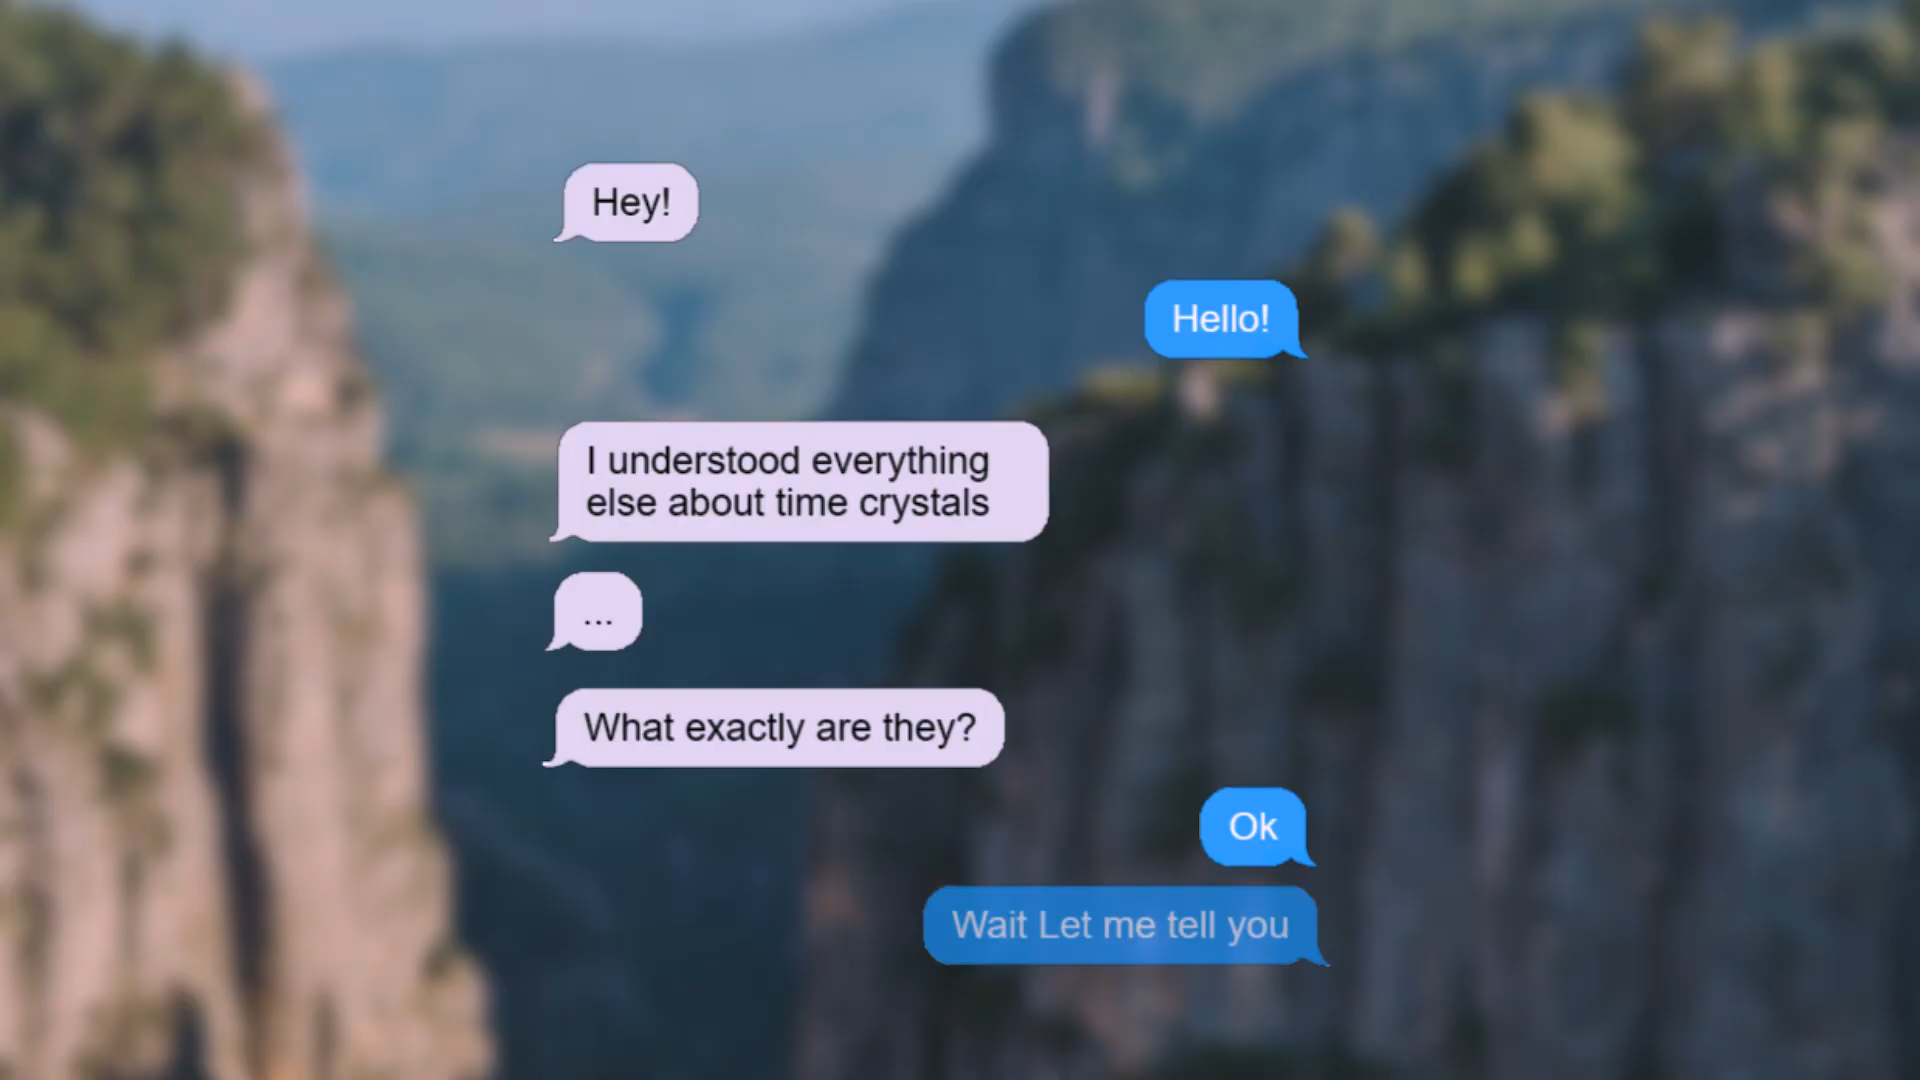 Hey!
Hello!
I understood everything
else about time crystals
...
What exactly are they?
Ok
Wait Let me tell you